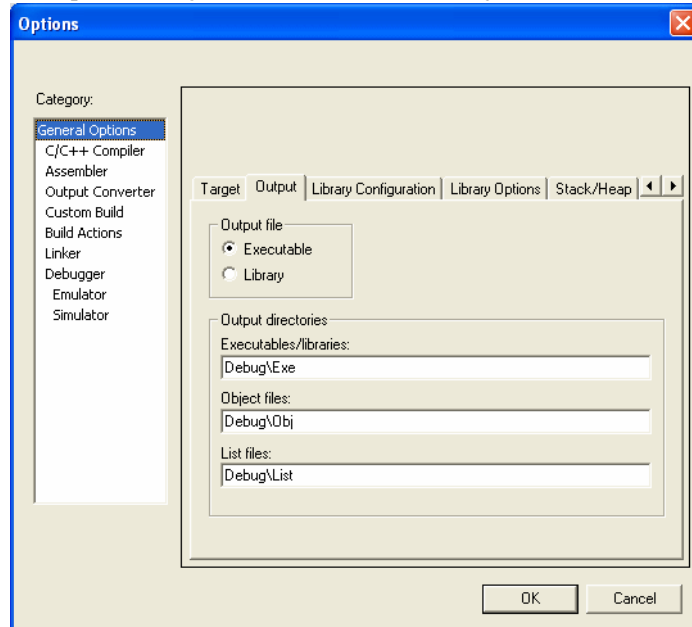 Options
Category:
General Options
C/C++ Compiler
Assembler
Output Converter
Custom Build
Build Actions
Linker
Debugger
Emulator
Simulator
Target Output Library Configuration Library Options Stack/Heap
Output file
Executable
Library
Output directories
Executables/libraries:
Debug\Exe
Object files:
Debug\Obj
List files:
Debug\List
OK Cancel